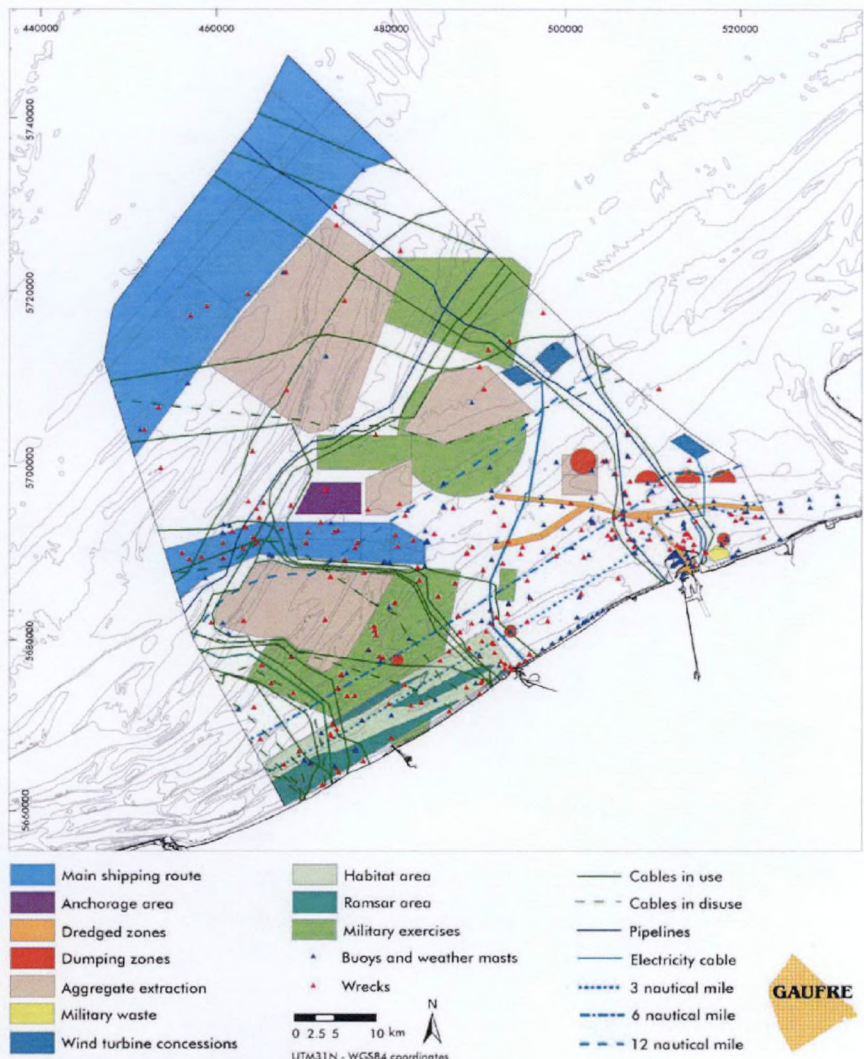 440000 460000 480000 500000 520000
5740000
5720000
5700000
5680000
5660000
Main shipping route
Anchorage area
Dredged zones
Dumping zones
Aggregate extraction
Military waste
Wind turbine concessions
Habitat area
Ramsar area
Military exercises
Buoys and weather masts
Wrecks
N
0 2.5 5 10 km
UTM31N - WGS84 coordinates
Cables in use
Cables in disuse
Pipelines
Electricity cable
3 nautical mile
6 nautical mile
12 nautical mile
GAUFRE